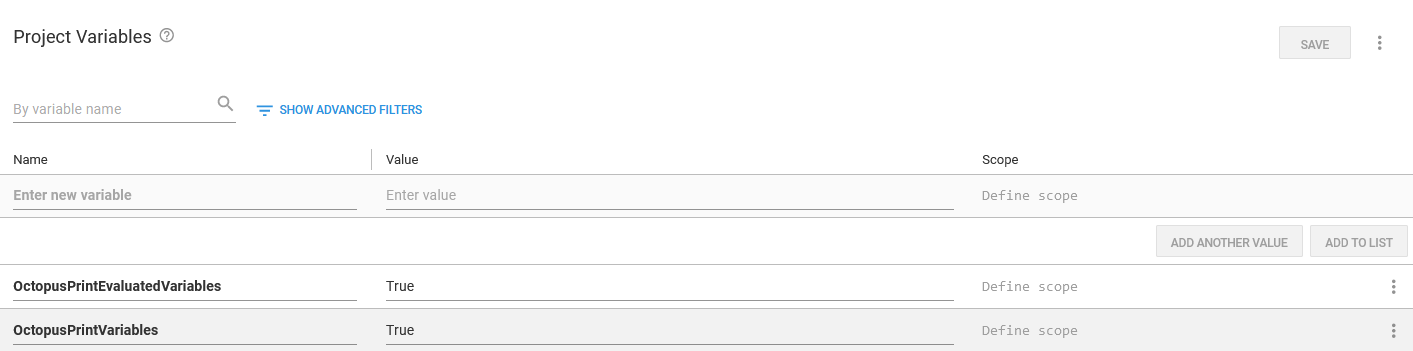 Project Variables
SAVE
By variable name
SHOW ADVANCED FILTERS
Name Value Scope
Enter new variable Enter value Define scope
ADD ANOTHER VALUE ADD TO LIST
OctopusPrintEvaluatedVariables True Define scope
OctopusPrintVariables True Define scope